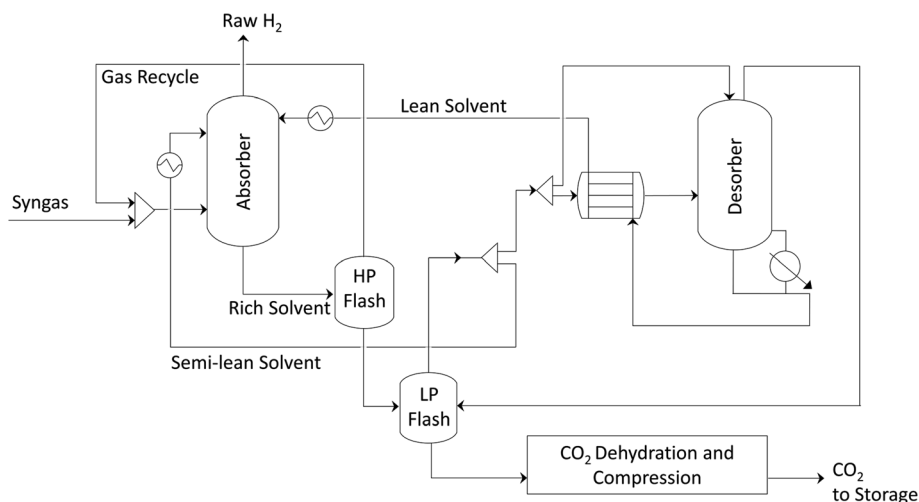 Raw H₂
Gas Recycle
Lean Solvent
Absorber
Desorber
Syngas
HP
Flash
Rich Solvent
Semi-lean Solvent
LP
Flash
CO₂ Dehydration and
Compression
CO₂
to Storage